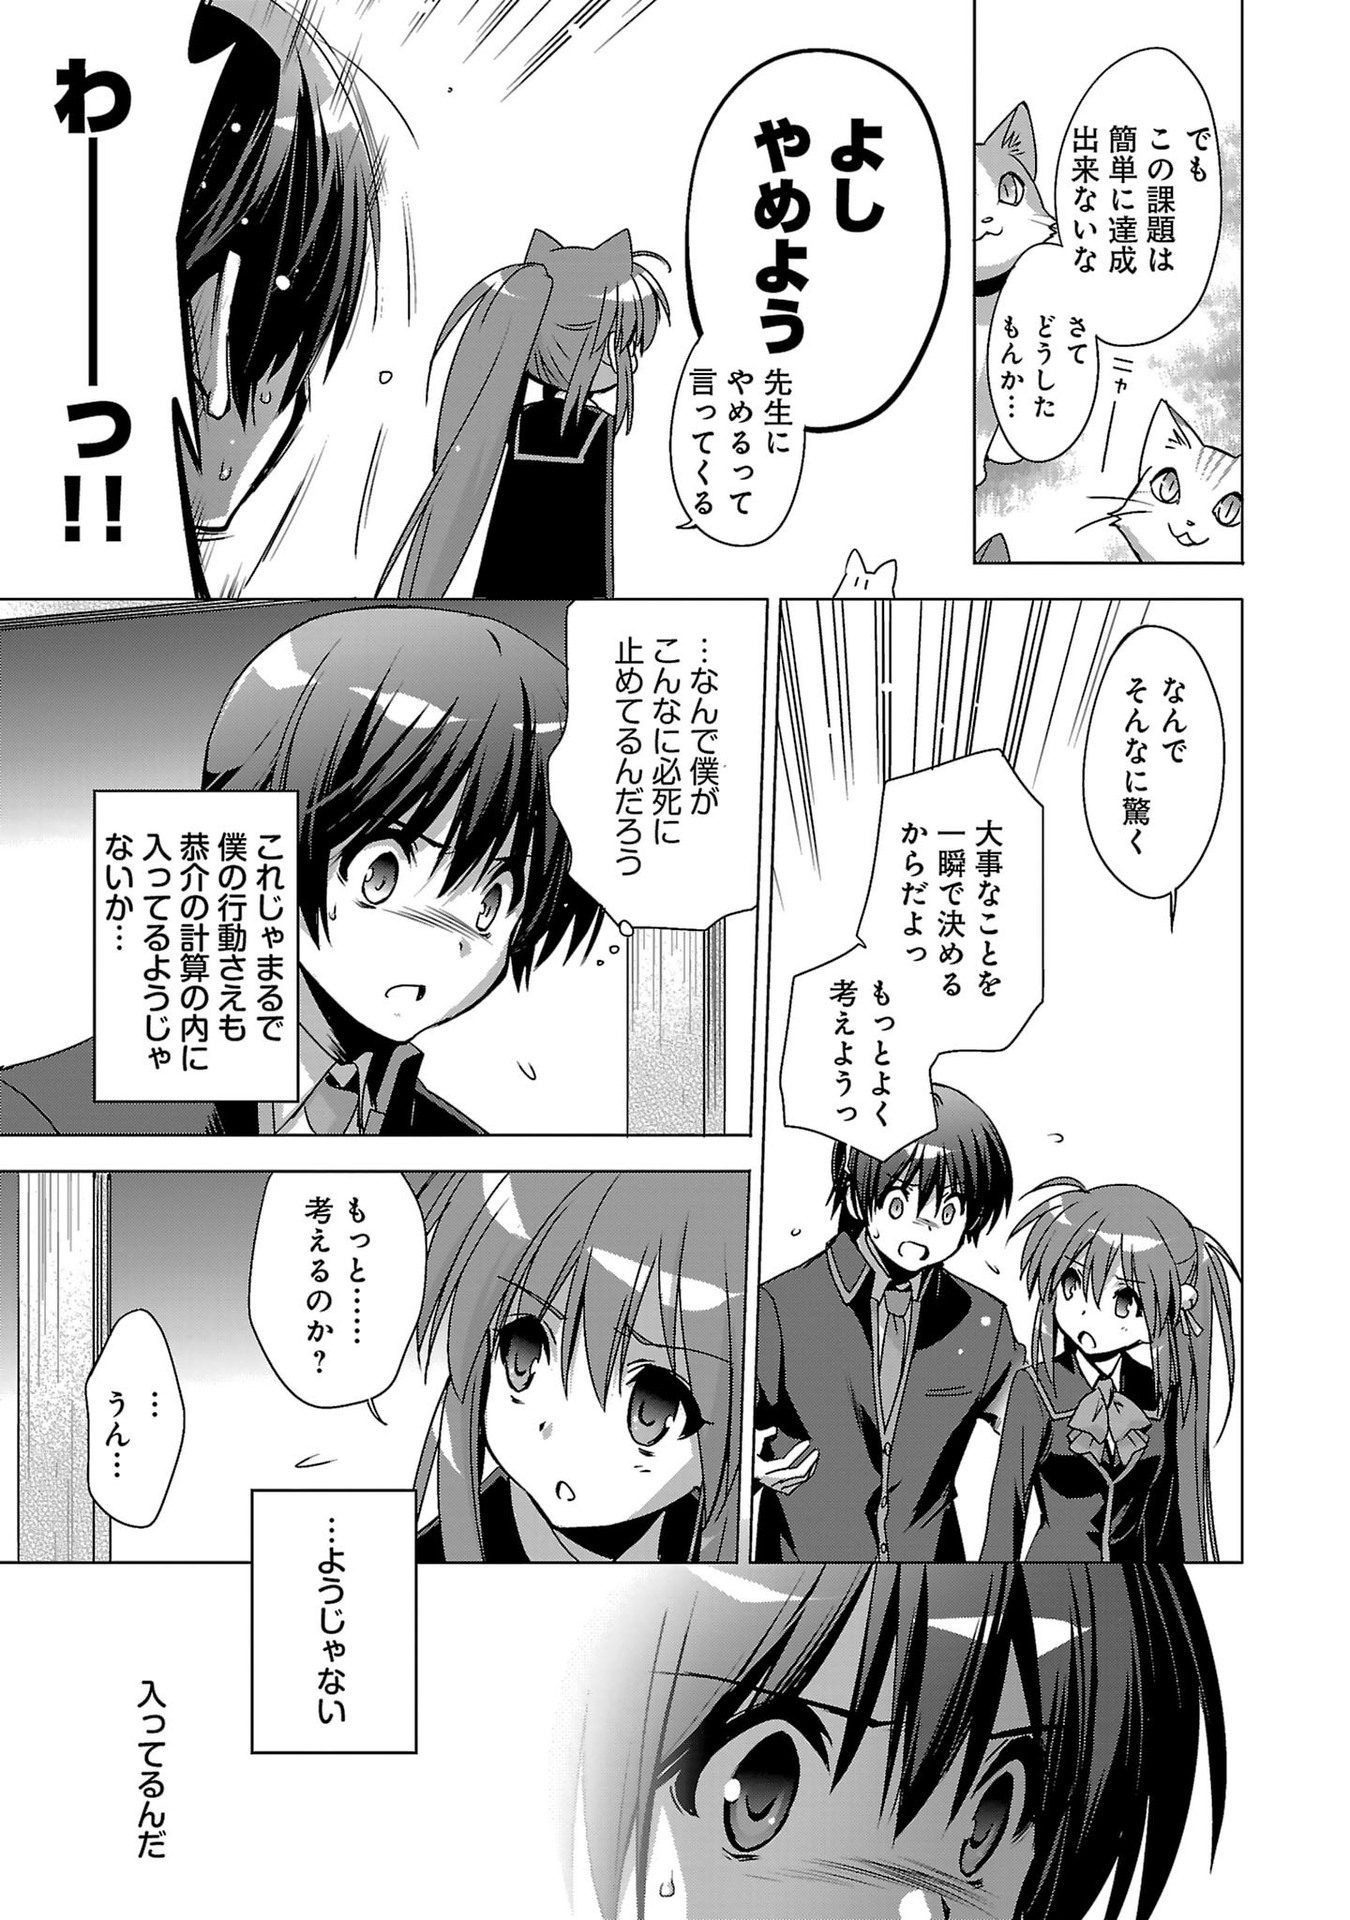 でも
この課題は
簡単に達成
出来ないな
さて
どうした
もんか…
ニャー
よし
やめよう
先生に
やめるって
言ってくる
わ――っ!!
なんで
そんなに驚く
大事なことを
一瞬で決める
からだよっ
もっとよく
考えようっ
…なんで僕が
こんなに必死に
止めてるんだろう
これじゃまるで
僕の行動さえも
恭介の計算の内に
入ってるようじゃ
ないか…
もっと……
考えるのか?
…
うん…
…ようじゃない
入ってるんだ